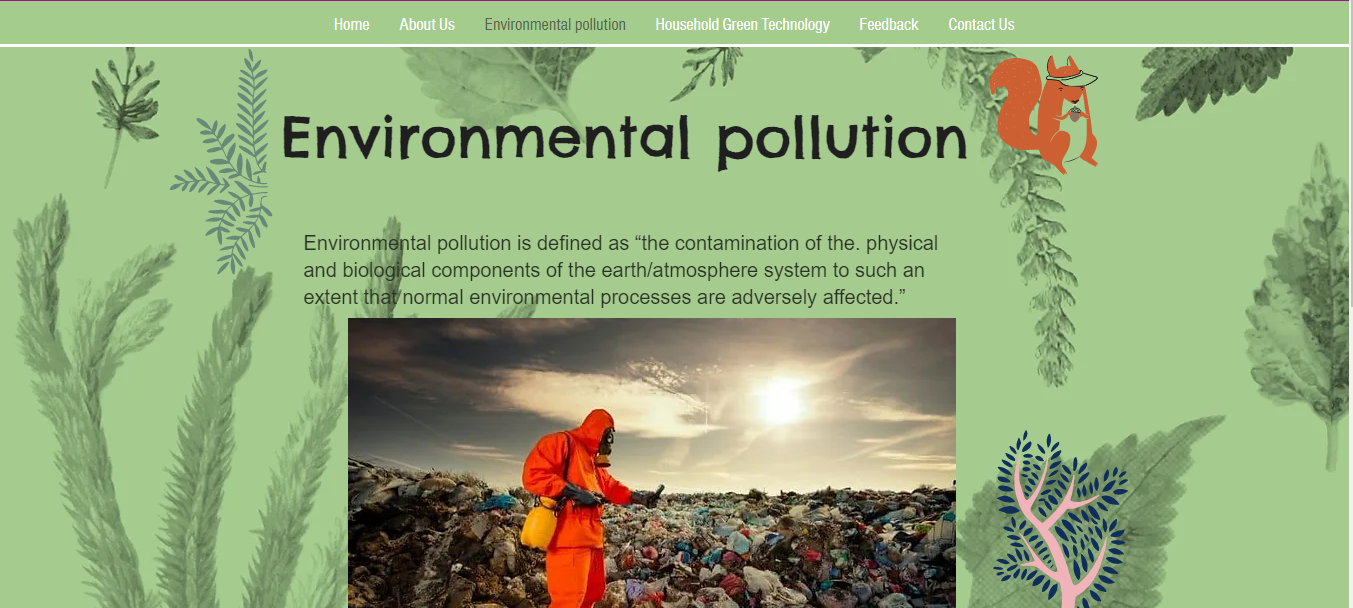 Home About Us Environmental pollution Household Green Technology Feedback Contact Us
Environmental pollution
Environmental pollution is defined as “the contamination of the. physical
and biological components of the earth/atmosphere system to such an
extent that normal environmental processes are adversely affected.”